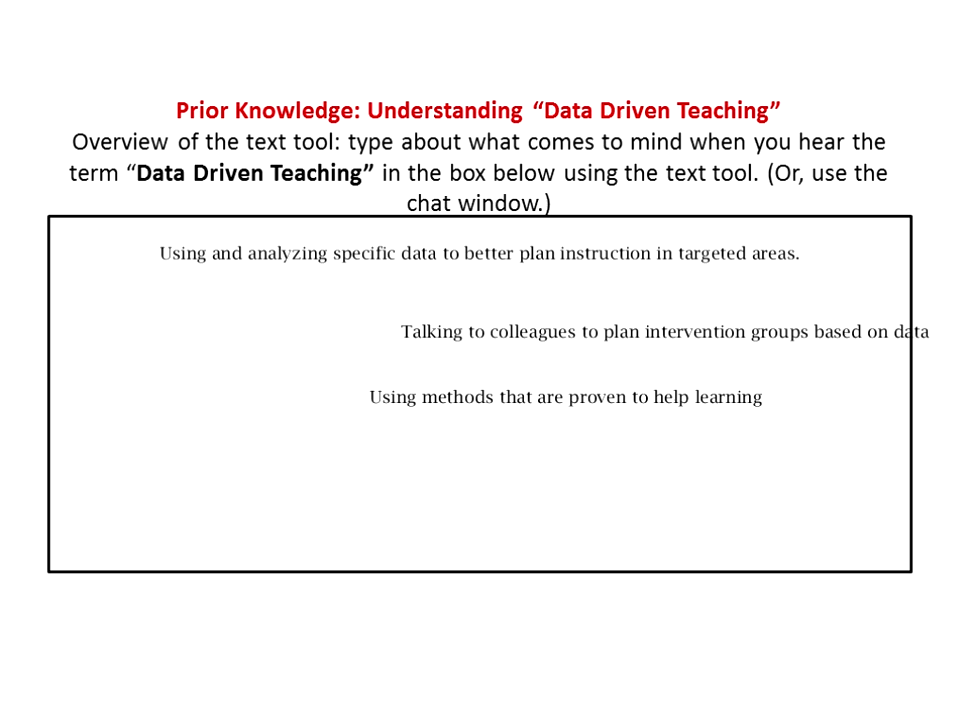 Prior Knowledge: Understanding “Data Driven Teaching”
Overview of the text tool: type about what comes to mind when you hear the
term “Data Driven Teaching” in the box below using the text tool. (Or, use the
chat window.)
Using and analyzing specific data to better plan instruction in targeted areas.
Talking to colleagues to plan intervention groups based on data
Using methods that are proven to help learning